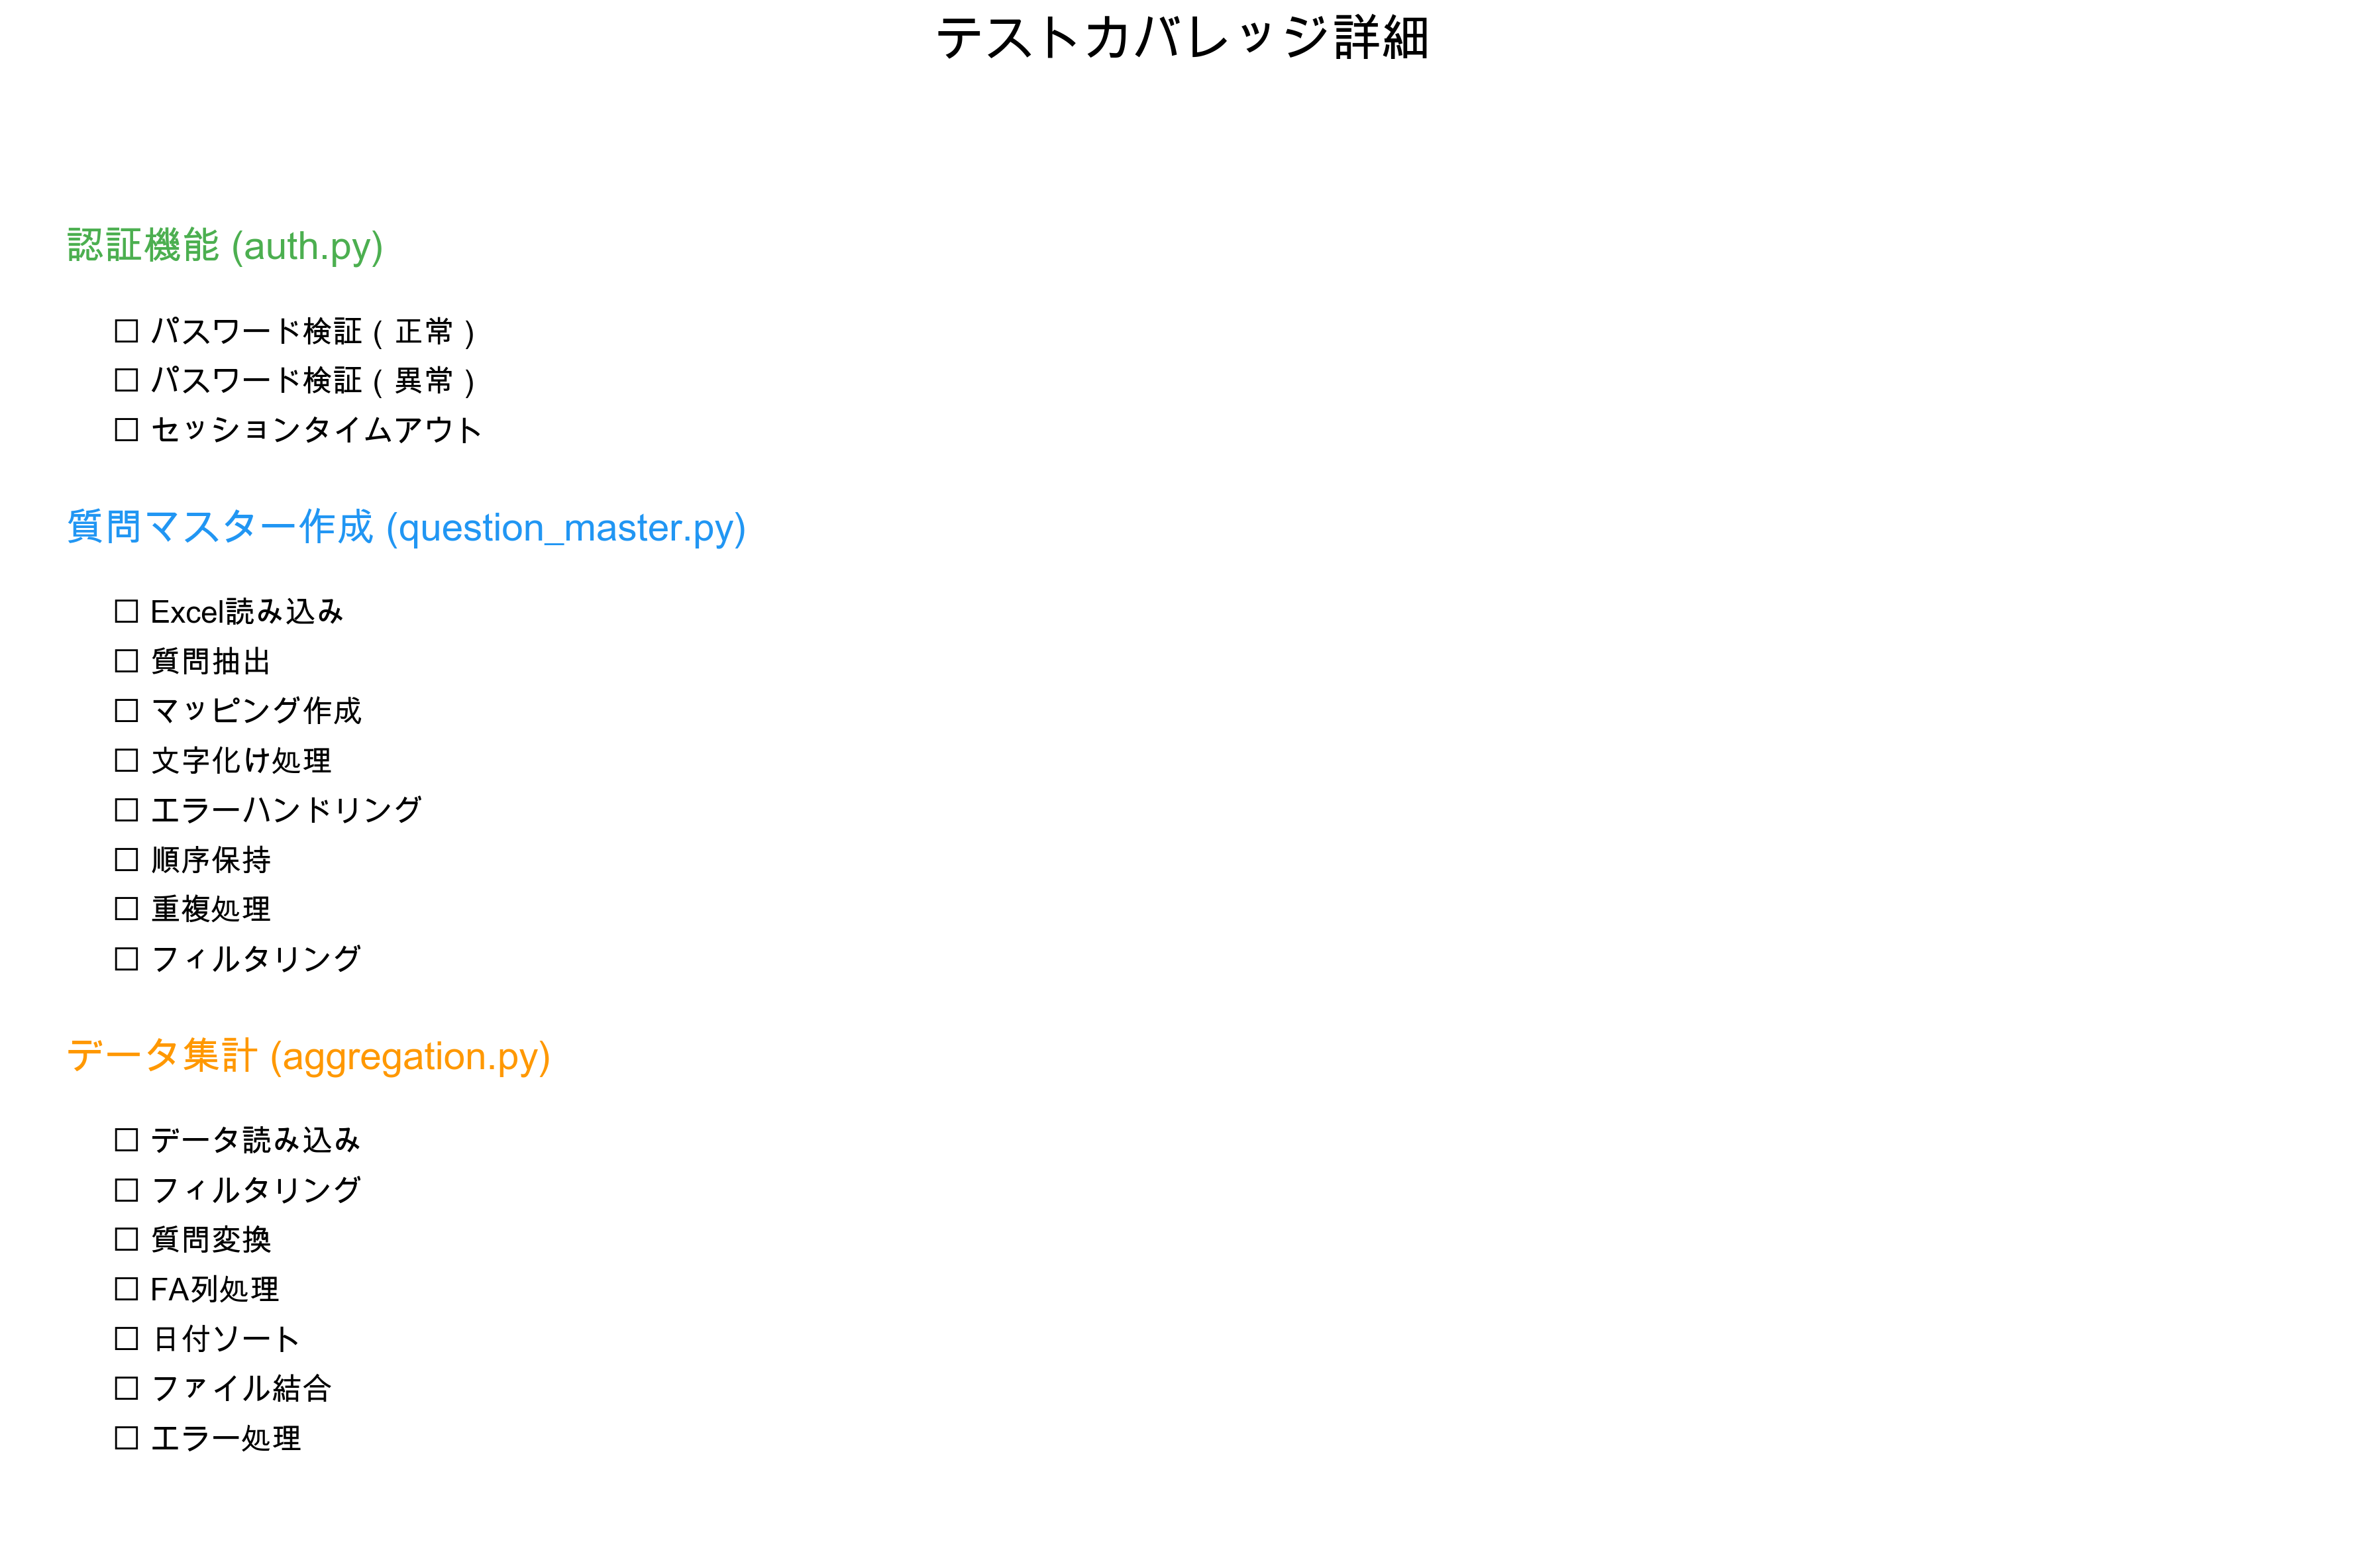 テストカバレッジ詳細
認証機能 (auth.py)
□ パスワード検証（正常）
□ パスワード検証（異常）
□ セッションタイムアウト
質問マスター作成 (question_master.py)
□ Excel読み込み
□ 質問抽出
□ マッピング作成
□ 文字化け処理
□ エラーハンドリング
□ 順序保持
□ 重複処理
□ フィルタリング
データ集計 (aggregation.py)
□ データ読み込み
□ フィルタリング
□ 質問変換
□ FA列処理
□ 日付ソート
□ ファイル結合
□ エラー処理